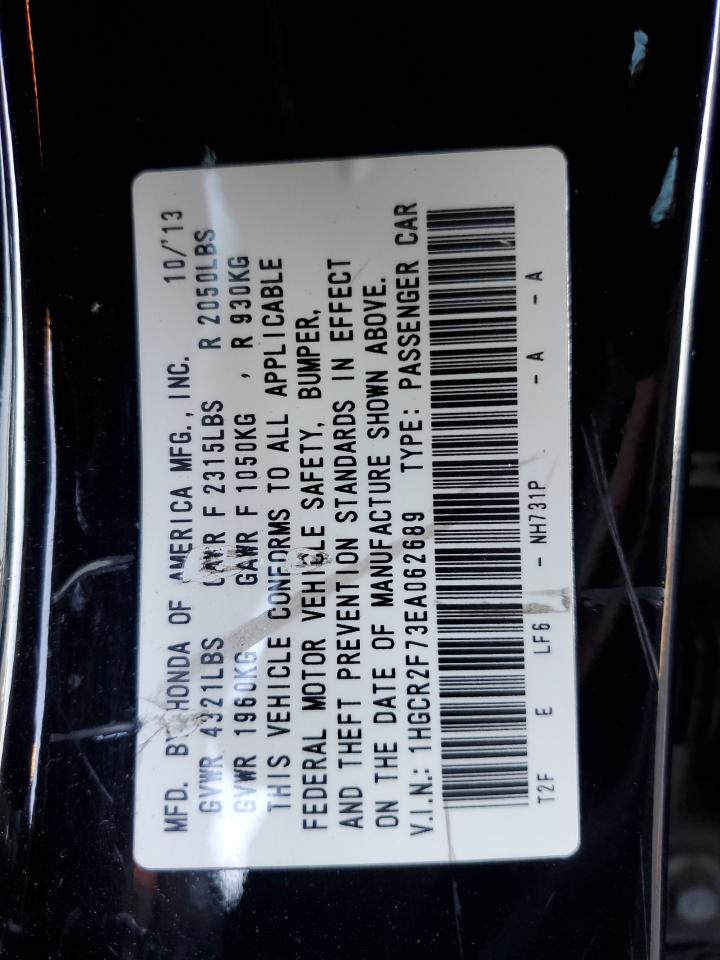 MFD. BY HONDA OF AMERICA MFG., INC. 10/'13
GVWR 4321LBS GAWR F 2315LBS R 2050LBS
GVWR 1960KG GAWR F 1050KG , R 930KG
THIS VEHICLE CONFORMS TO ALL APPLICABLE
FEDERAL MOTOR VEHICLE SAFETY, BUMPER,
AND THEFT PREVENTION STANDARDS IN EFFECT
ON THE DATE OF MANUFACTURE SHOWN ABOVE.
V.I.N.: 1HGCR2F73EA062689 TYPE: PASSENGER CAR
T2F E LF6 - NH731P - A - A